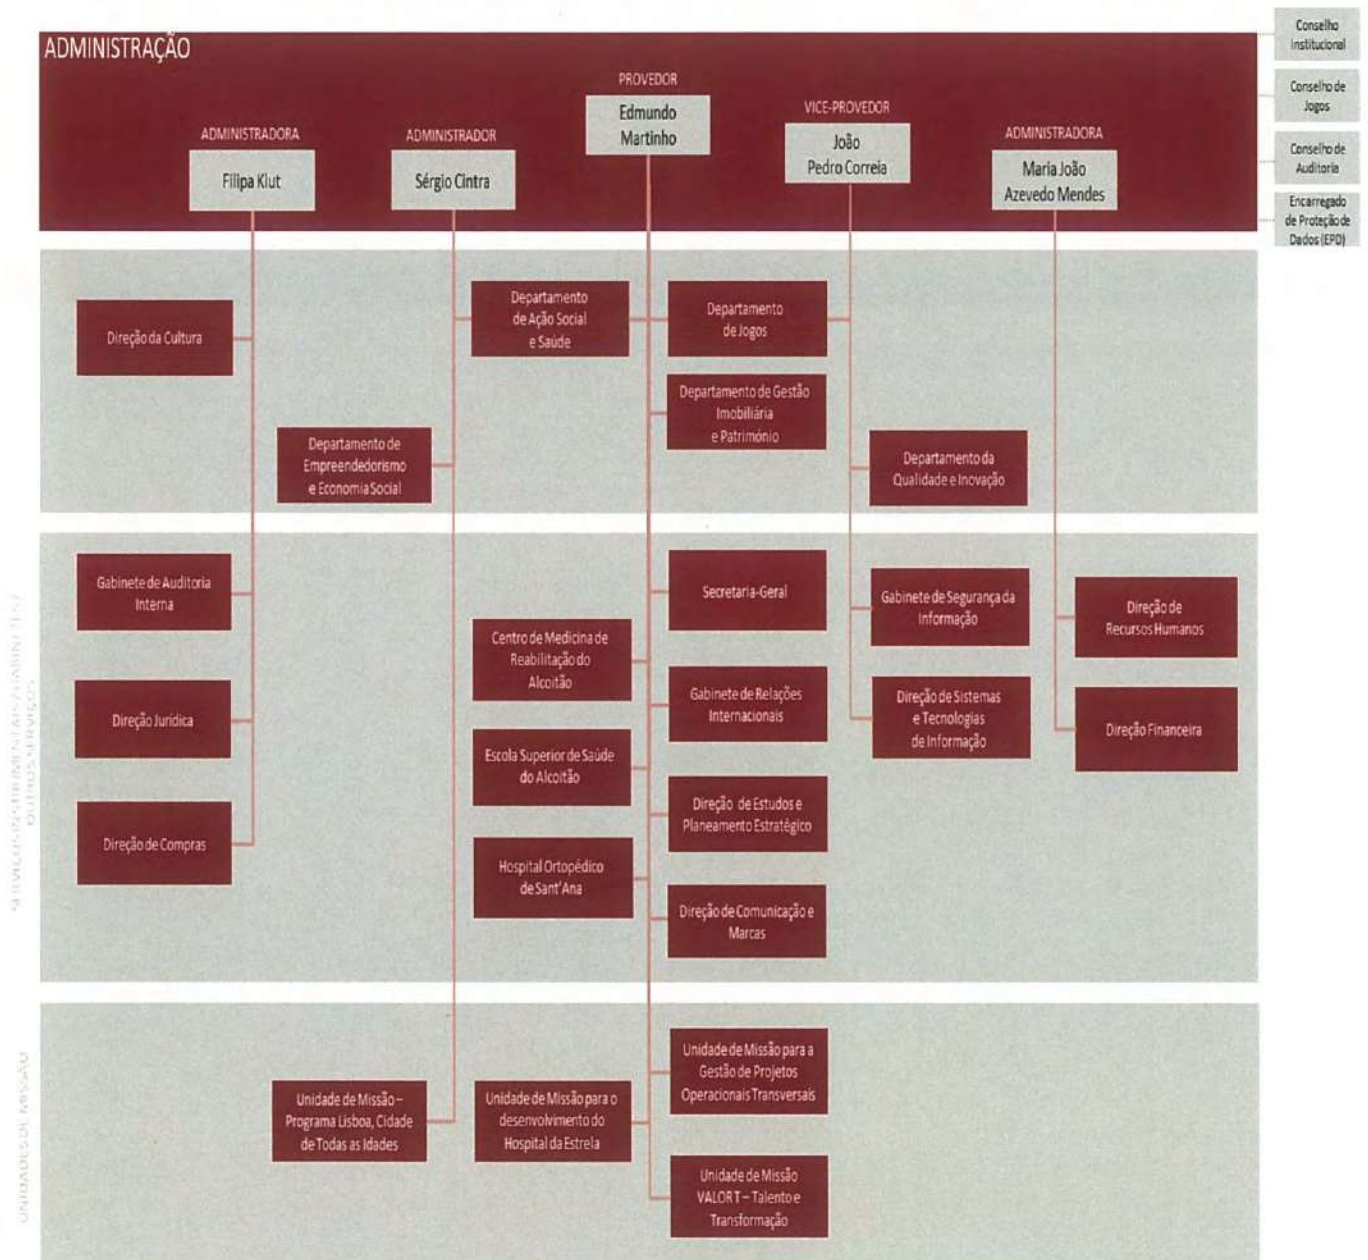 ADMINISTRAÇÃO
Conselho
Institucional
Conselho de
Jogos
Conselho de
Auditoria
Encarregado
de Proteção de
Dados (EPD)
PROVEDOR
Edmundo
Martinho
VICE-PROVEDOR
João
Pedro Correia
ADMINISTRADORA
Filipa Klut
ADMINISTRADOR
Sérgio Cintra
ADMINISTRADORA
Maria João
Azevedo Mendes
Direção da Cultura
Departamento
de Ação Social
e Saúde
Departamento
de Jogos
Departamento de Gestão
Imobiliária
e Património
Departamento de
Empreendedorismo
e Economia Social
Departamento da
Qualidade e Inovação
OUTROS SERVIÇOS
Gabinete de Auditoria
Interna
Direção Jurídica
Direção de Compras
Centro de Medicina de
Reabilitação do
Alcoitão
Escola Superior de Saúde
do Alcoitão
Hospital Ortopédico
de Sant'Ana
Secretaria-Geral
Gabinete de Relações
Internacionais
Direção de Estudos e
Planeamento Estratégico
Direção de Comunicação e
Marcas
Gabinete de Segurança da
Informação
Direção de Sistemas
e Tecnologias
de Informação
Direção de
Recursos Humanos
Direção Financeira
UNIDADES DE MISSÃO
Unidade de Missão –
Programa Lisboa, Cidade
de Todas as Idades
Unidade de Missão para o
desenvolvimento do
Hospital da Estrela
Unidade de Missão para a
Gestão de Projetos
Operacionais Transversais
Unidade de Missão
VALORT – Talento e
Transformação